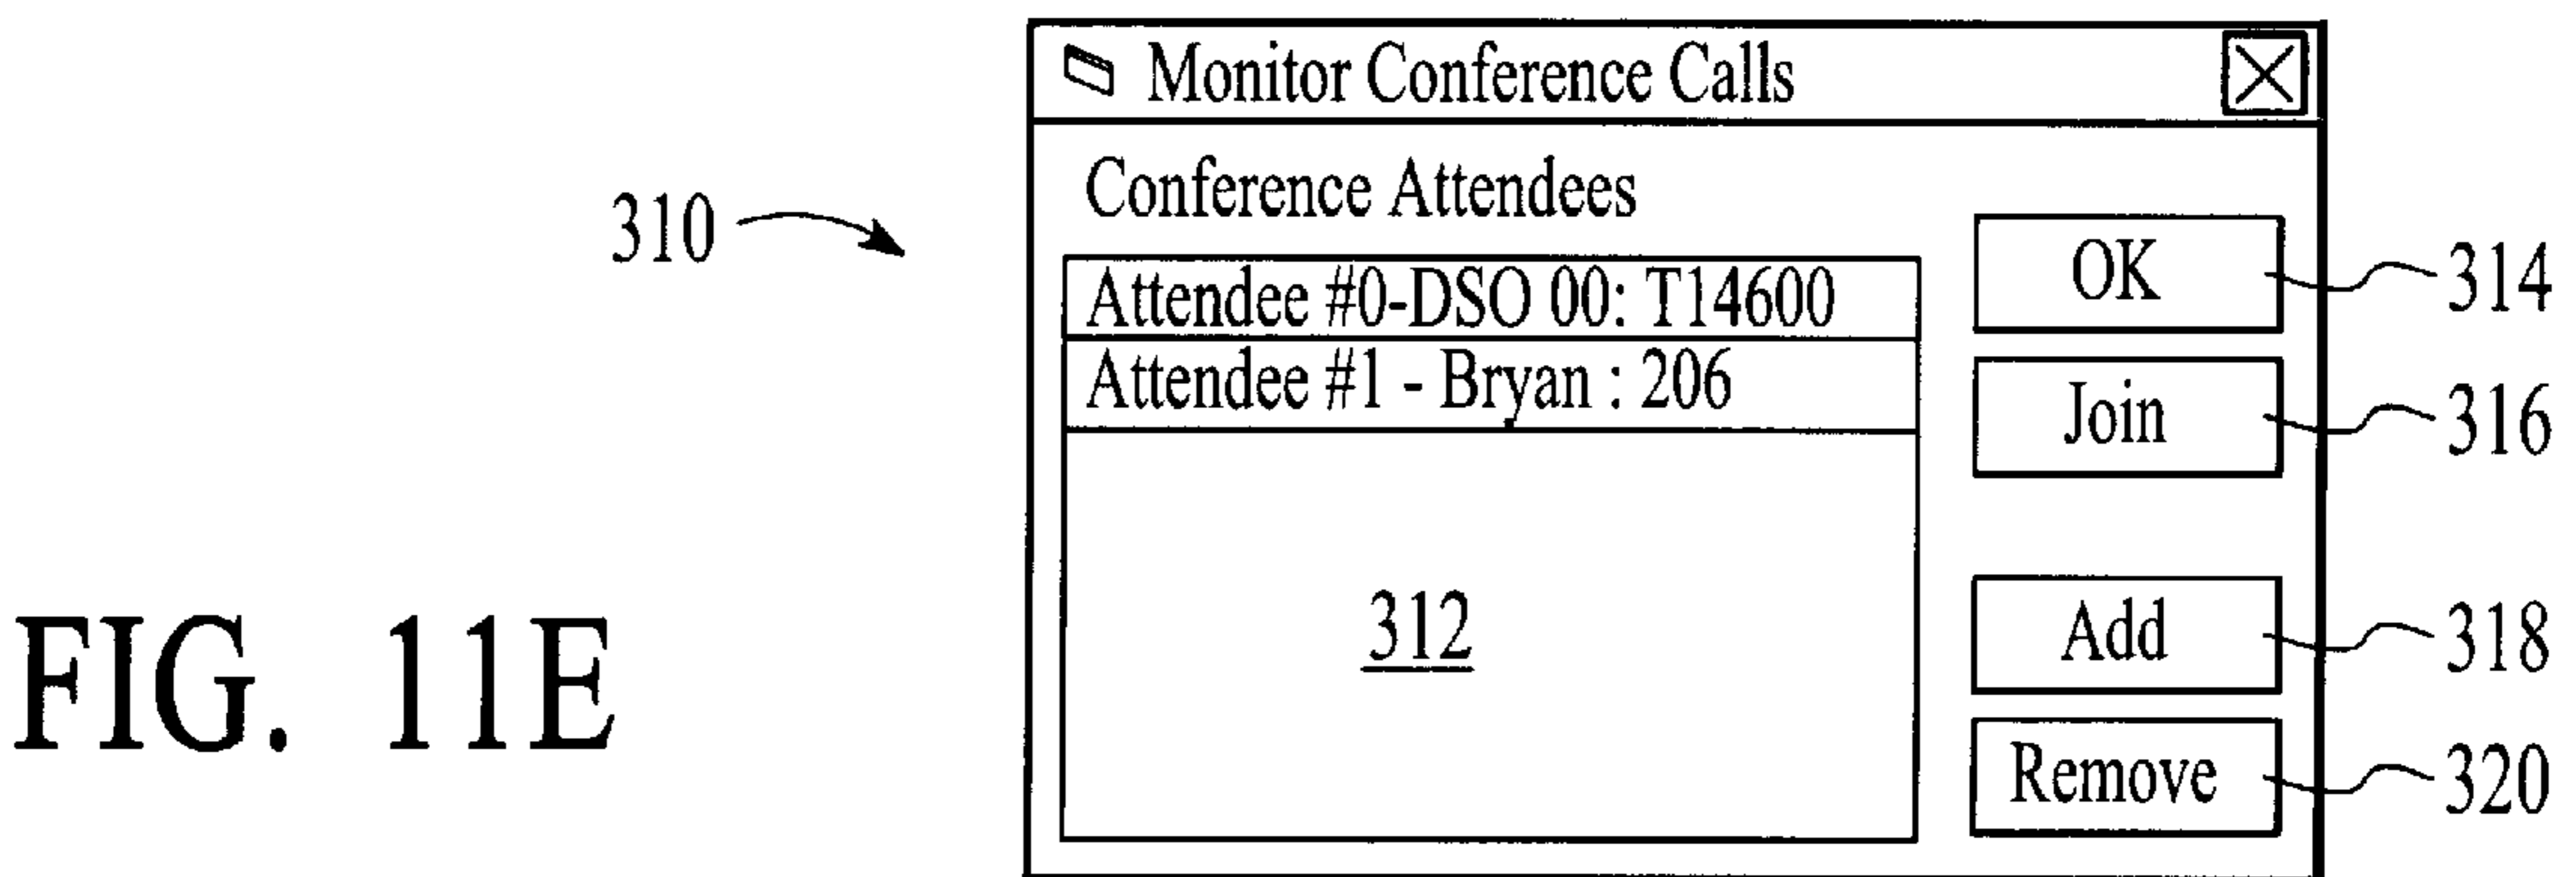 Monitor Conference Calls
Conference Attendees
310
Attendee #0-DSO 00: T14600
Attendee #1 - Bryan : 206
312
OK
314
Join
316
Add
318
Remove
320
FIG. 11E